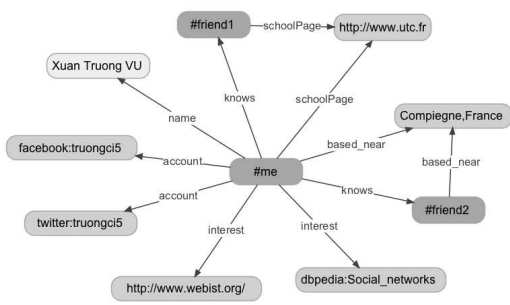 #friend1
schoolPage
http://www.utc.fr
Xuan Truong VU
knows
schoolPage
name
Compiegne,France
facebook:truongci5
account
#me
based_near
based_near
account
knows
#friend2
twitter:truongci5
interest
interest
http://www.webist.org/
dbpedia:Social_networks